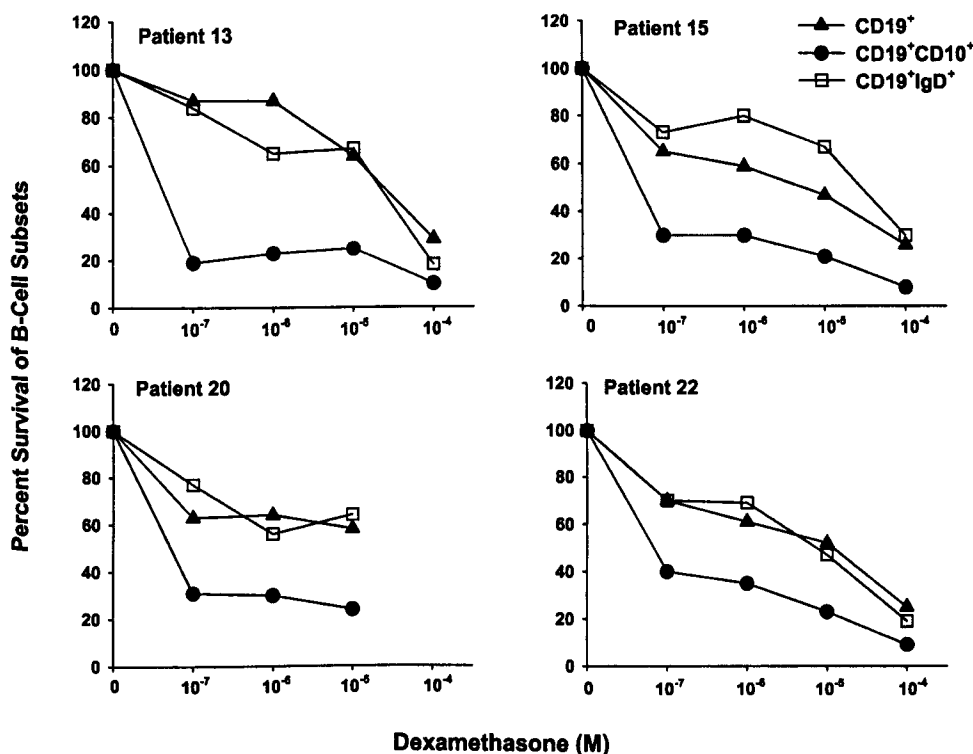 Percent Survival of B-Cell Subsets
Patient 13
120
100
80
60
40
20
0
0 10⁻⁷ 10⁻⁶ 10⁻⁵ 10⁻⁴
Patient 15
120
100
80
60
40
20
0
0 10⁻⁷ 10⁻⁶ 10⁻⁵ 10⁻⁴
CD19⁺
CD19⁺CD10⁺
CD19⁺IgD⁺
Patient 20
120
100
80
60
40
20
0
0 10⁻⁷ 10⁻⁶ 10⁻⁵ 10⁻⁴
Patient 22
120
100
80
60
40
20
0
0 10⁻⁷ 10⁻⁶ 10⁻⁵ 10⁻⁴
Dexamethasone (M)